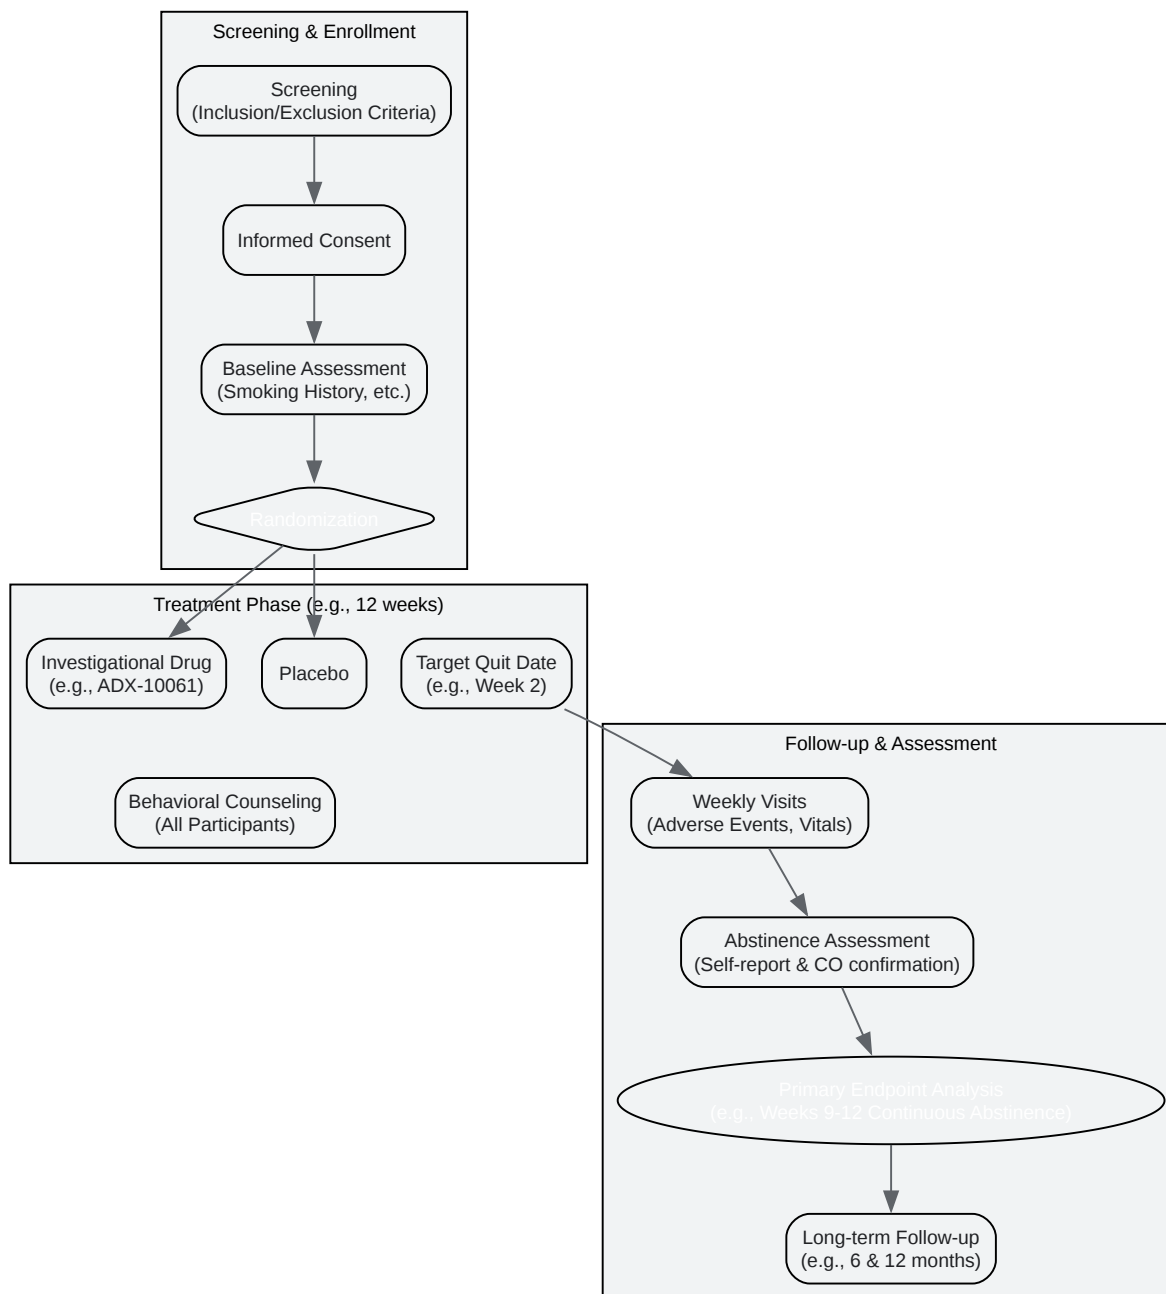 Screening & Enrollment
Screening
(Inclusion/Exclusion Criteria)
Informed Consent
Baseline Assessment
(Smoking History, etc.)
Randomization
Treatment Phase (e.g., 12 weeks)
Investigational Drug
(e.g., ADX-10061)
Placebo
Target Quit Date
(e.g., Week 2)
Behavioral Counseling
(All Participants)
Follow-up & Assessment
Weekly Visits
(Adverse Events, Vitals)
Abstinence Assessment
(Self-report & CO confirmation)
Primary Endpoint Analysis
(e.g., Weeks 9-12 Continuous Abstinence)
Long-term Follow-up
(e.g., 6 & 12 months)